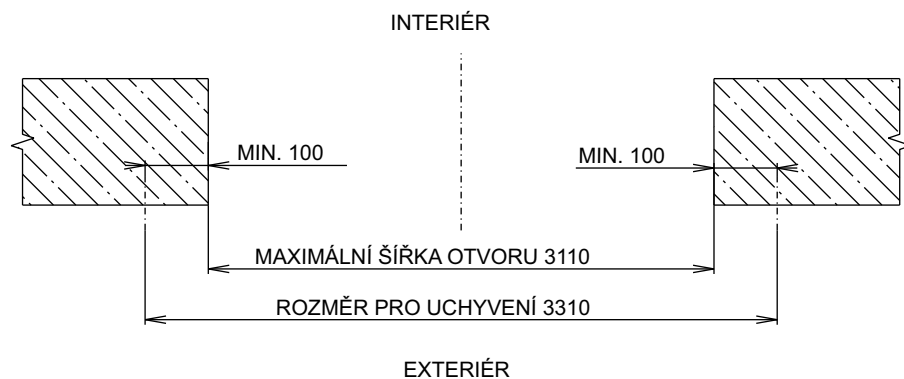 INTERIÉR
MIN. 100
MIN. 100
MAXIMÁLNÍ ŠÍŘKA OTVORU 3110
ROZMĚR PRO UCHYVENÍ 3310
EXTERIÉR